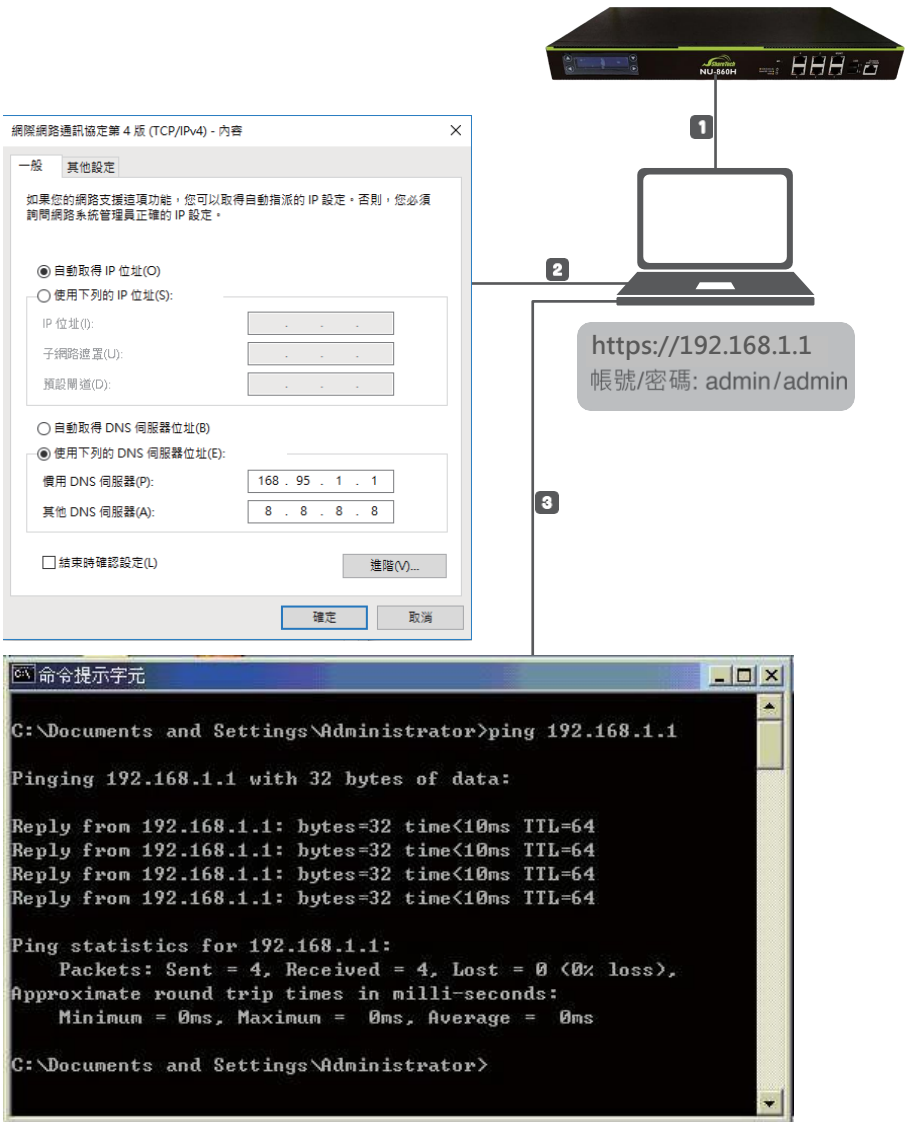 ShareTech
NU-860H
1
網際網路通訊協定第 4 版 (TCP/IPv4) - 內容
一般
其他設定
如果您的網路支援這項功能，您可以取得自動指派的 IP 設定。否則，您必須
詢問網路系統管理員正確的 IP 設定。
自動取得 IP 位址(O)
使用下列的 IP 位址(S):
IP 位址(I):
子網路遮罩(U):
預設閘道(D):
自動取得 DNS 伺服器位址(B)
使用下列的 DNS 伺服器位址(E):
慣用 DNS 伺服器(P):
168 . 95 . 1 . 1
其他 DNS 伺服器(A):
8 . 8 . 8 . 8
結束時確認設定(L)
進階(V)...
確定
取消
2
https://192.168.1.1
帳號/密碼: admin/admin
3
命令提示字元
C:\Documents and Settings\Administrator>ping 192.168.1.1
Pinging 192.168.1.1 with 32 bytes of data:
Reply from 192.168.1.1: bytes=32 time<10ms TTL=64
Reply from 192.168.1.1: bytes=32 time<10ms TTL=64
Reply from 192.168.1.1: bytes=32 time<10ms TTL=64
Reply from 192.168.1.1: bytes=32 time<10ms TTL=64
Ping statistics for 192.168.1.1:
Packets: Sent = 4, Received = 4, Lost = 0 (0% loss),
Approximate round trip times in milli-seconds:
Minimum = 0ms, Maximum = 0ms, Average = 0ms
C:\Documents and Settings\Administrator>